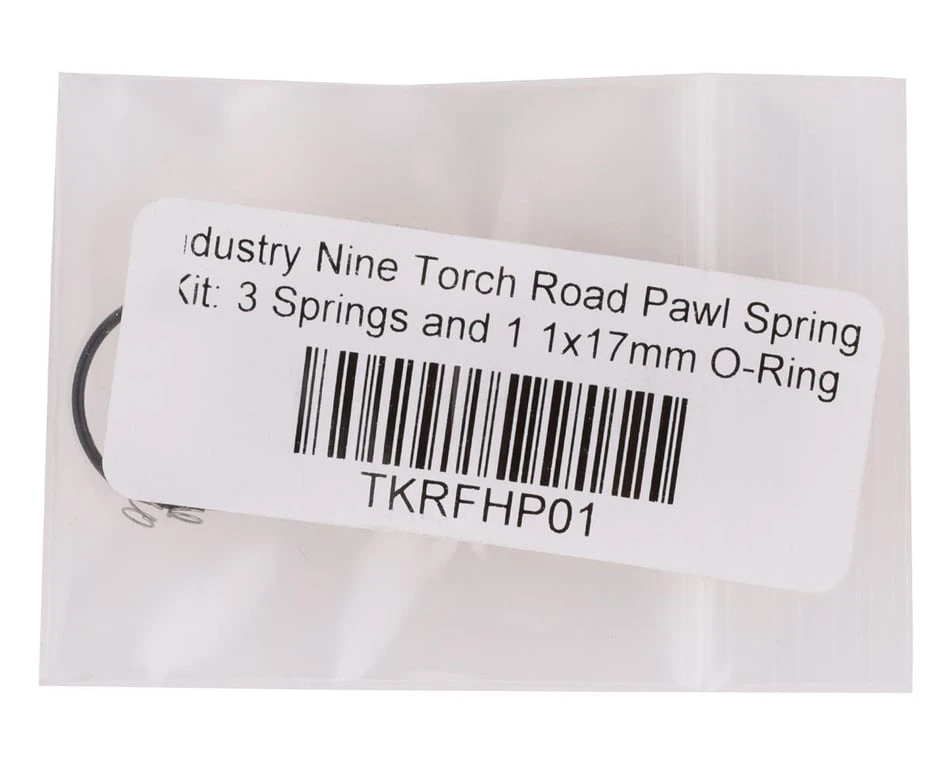 ndustry Nine Torch Road Pawl Spring
Kit: 3 Springs and 1 1x17mm O-Ring
TKRFHP01